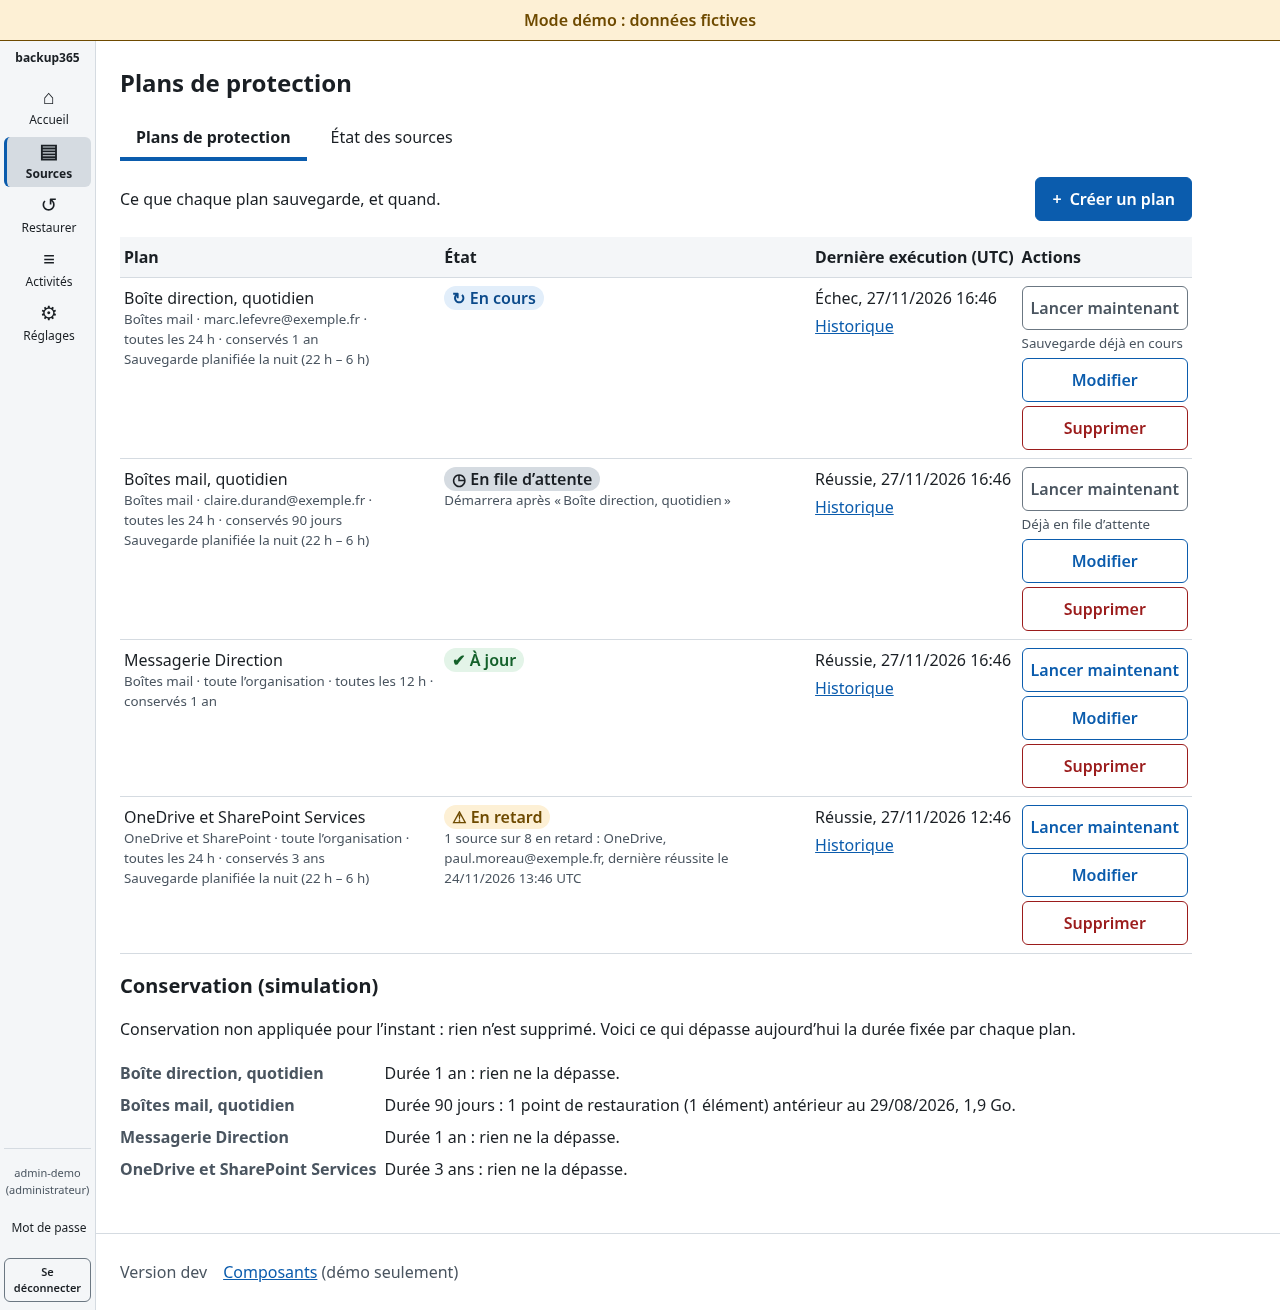 Mode démo : données fictives
backup365
Accueil
Sources
Restaurer
Activités
Réglages
admin-demo
(administrateur)
Mot de passe
Se
déconnecter
Plans de protection
Plans de protection
État des sources
Ce que chaque plan sauvegarde, et quand.
+ Créer un plan
Plan État Dernière exécution (UTC) Actions
Boîte direction, quotidien
Boîtes mail · marc.lefevre@exemple.fr ·
toutes les 24 h · conservés 1 an
Sauvegarde planifiée la nuit (22 h – 6 h)
↻ En cours
Échec, 27/11/2026 16:46
Historique
Lancer maintenant
Sauvegarde déjà en cours
Modifier
Supprimer
Boîtes mail, quotidien
Boîtes mail · claire.durand@exemple.fr ·
toutes les 24 h · conservés 90 jours
Sauvegarde planifiée la nuit (22 h – 6 h)
◷ En file d’attente
Démarrera après « Boîte direction, quotidien »
Réussie, 27/11/2026 16:46
Historique
Lancer maintenant
Déjà en file d’attente
Modifier
Supprimer
Messagerie Direction
Boîtes mail · toute l’organisation · toutes les 12 h ·
conservés 1 an
✔ À jour
Réussie, 27/11/2026 16:46
Historique
Lancer maintenant
Modifier
Supprimer
OneDrive et SharePoint Services
OneDrive et SharePoint · toute l’organisation ·
toutes les 24 h · conservés 3 ans
Sauvegarde planifiée la nuit (22 h – 6 h)
⚠ En retard
1 source sur 8 en retard : OneDrive,
paul.moreau@exemple.fr, dernière réussite le
24/11/2026 13:46 UTC
Réussie, 27/11/2026 12:46
Historique
Lancer maintenant
Modifier
Supprimer
Conservation (simulation)
Conservation non appliquée pour l’instant : rien n’est supprimé. Voici ce qui dépasse aujourd’hui la durée fixée par chaque plan.
Boîte direction, quotidien Durée 1 an : rien ne la dépasse.
Boîtes mail, quotidien Durée 90 jours : 1 point de restauration (1 élément) antérieur au 29/08/2026, 1,9 Go.
Messagerie Direction Durée 1 an : rien ne la dépasse.
OneDrive et SharePoint Services Durée 3 ans : rien ne la dépasse.
Version dev Composants (démo seulement)